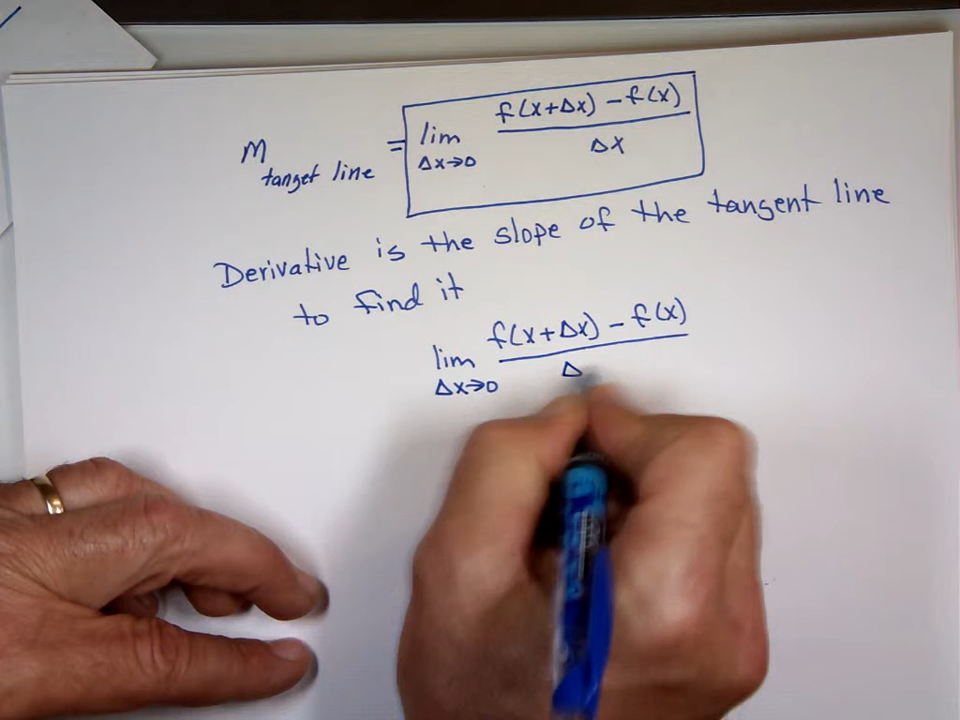 m tanget line = lim Δx→0 f(x+Δx) - f(x) / Δx
Derivative is the slope of the tangent line
to find it
lim Δx→0 f(x+Δx) - f(x) / Δ